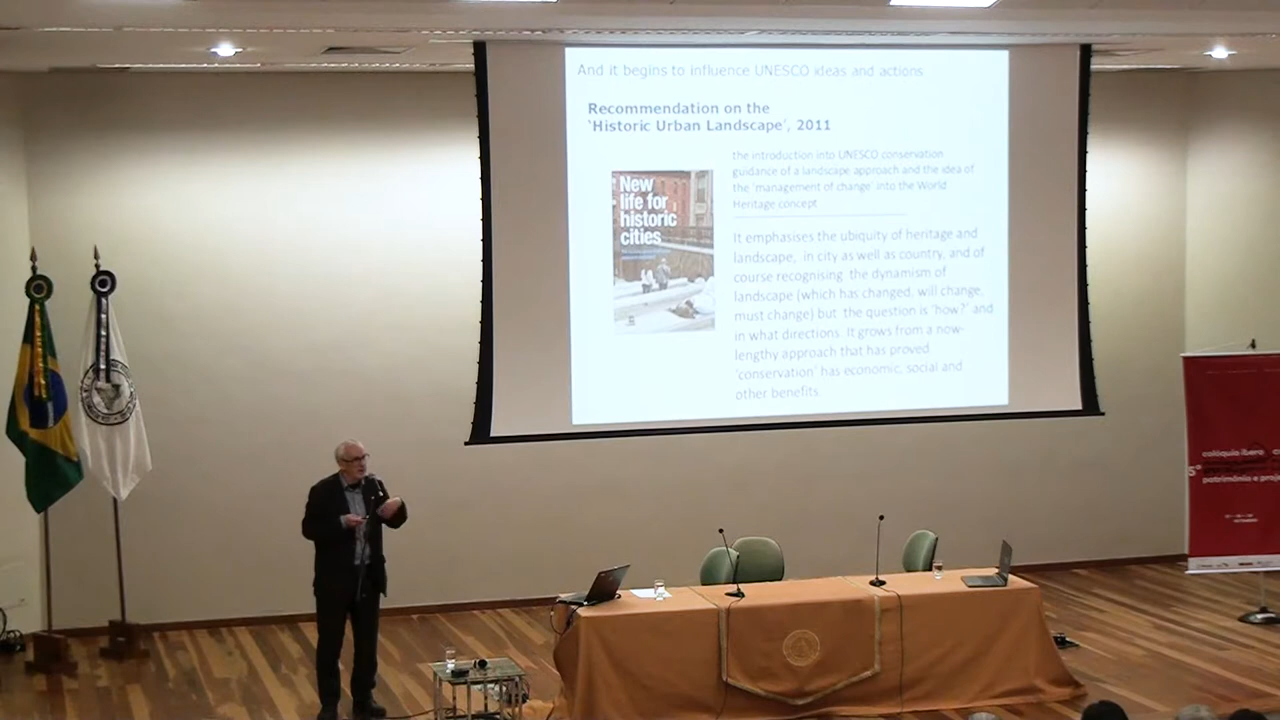 And it begins to influence UNESCO ideas and actions
Recommendation on the
'Historic Urban Landscape', 2011
the introduction into UNESCO conservation
guidance of a landscape approach and the idea of
the 'management of change' into the World
Heritage concept
New
life for
historic
cities
It emphasises the ubiquity of heritage and
landscape, in city as well as country, and of
course recognising the dynamism of
landscape (which has changed, will change,
must change) but the question is 'how?' and
in what directions. It grows from a now-
lengthy approach that has proved
'conservation' has economic, social and
other benefits.
colóquio ibero
5º
patrimônio e proje